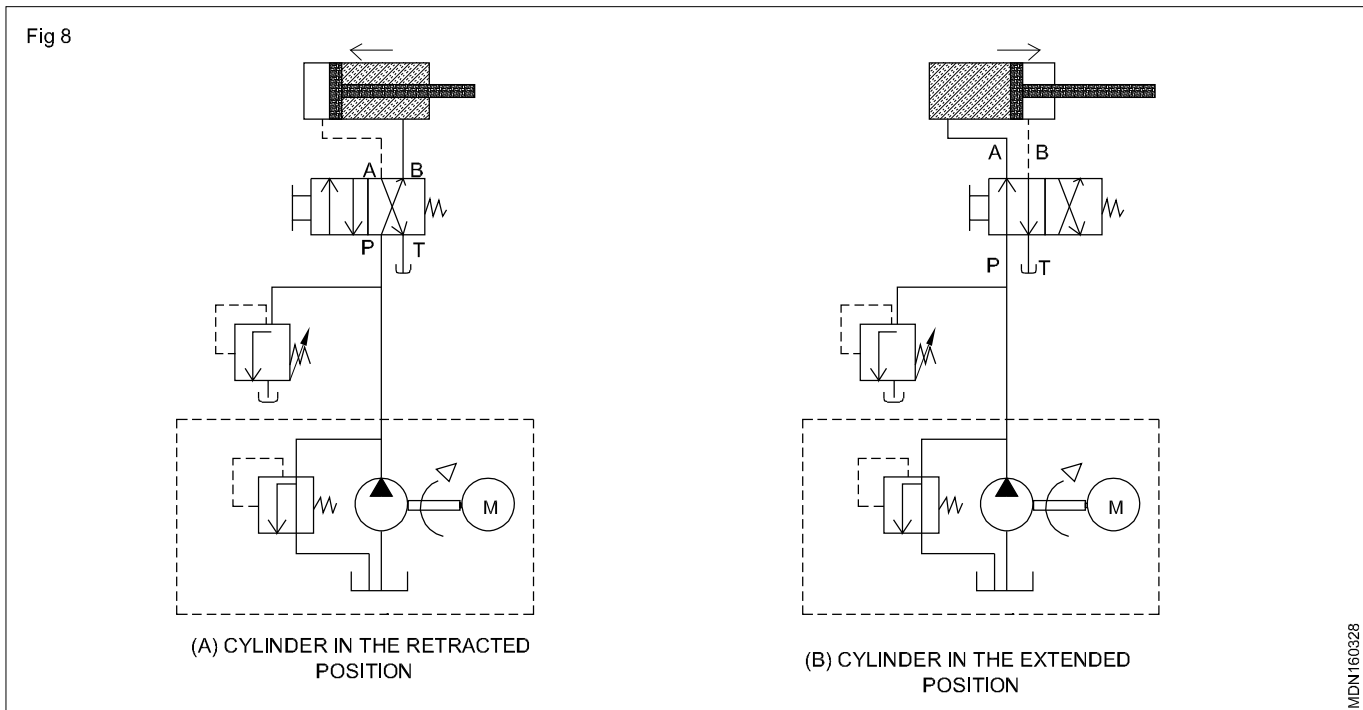 Fig 8
A B
P T
M
(A) CYLINDER IN THE RETRACTED
POSITION
A B
P T
M
(B) CYLINDER IN THE EXTENDED
POSITION
MDN160328